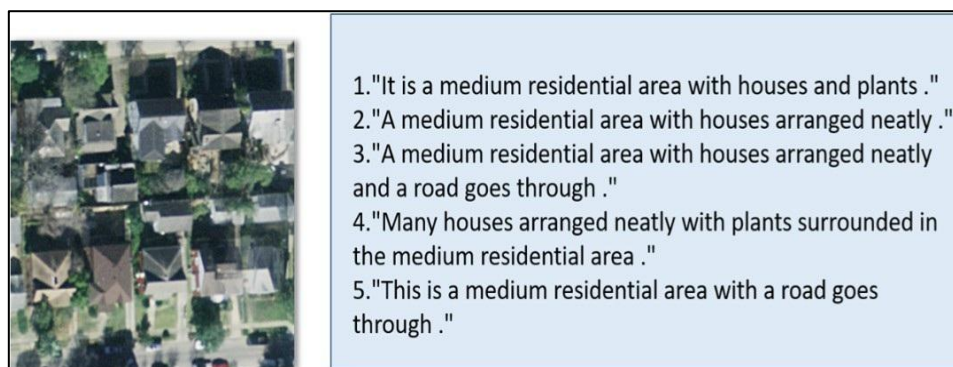 1."It is a medium residential area with houses and plants ."
2."A medium residential area with houses arranged neatly ."
3."A medium residential area with houses arranged neatly
and a road goes through ."
4."Many houses arranged neatly with plants surrounded in
the medium residential area ."
5."This is a medium residential area with a road goes
through ."